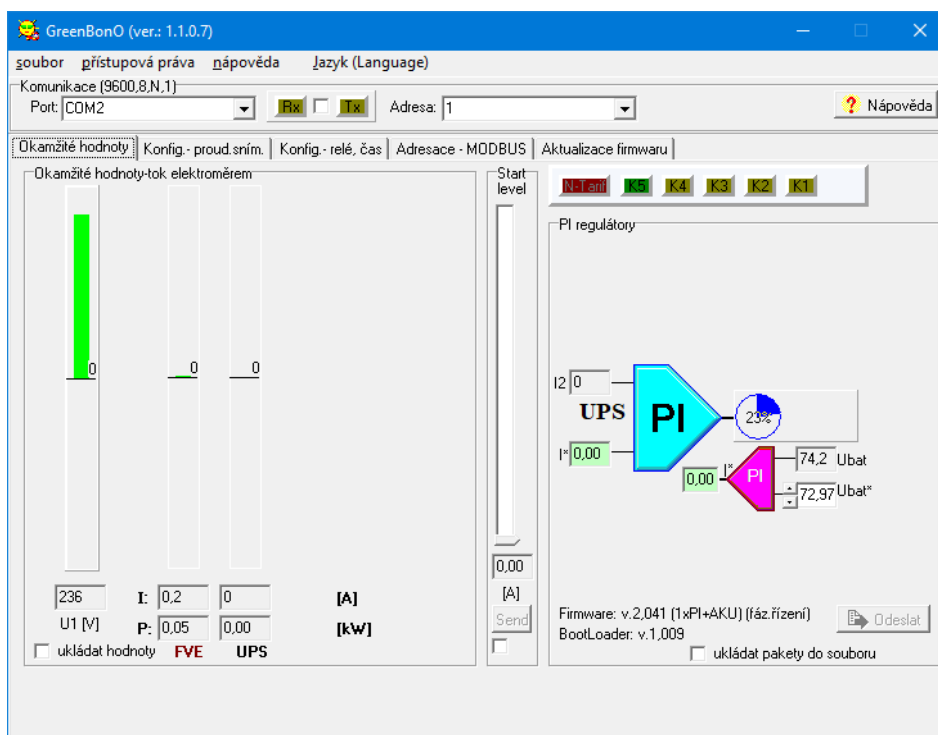 GreenBonO (ver.: 1.1.0.7)
soubor přístupová práva nápověda Jazyk (Language)
Komunikace (9600,8,N,1)
Port: COM2 Rx Tx Adresa: 1 ? Nápověda
Okamžité hodnoty Konfig.- proud.sním. Konfig.- relé, čas Adresace - MODBUS Aktualizace firmwaru
Okamžité hodnoty-tok elektroměrem
Start
level
N-Tarif K5 K4 K3 K2 K1
PI regulátory
0 0 0
I2 0
UPS PI 23%
I* 0,00
74,2 Ubat
0,00 I* PI
72,97 Ubat*
0,00
[A]
Send
236 I: 0,2 0 [A]
U1 [V] P: 0,05 0,00 [kW]
ukládat hodnoty FVE UPS
Firmware: v.2,041 (1xPI+AKU) (fáz.řízení)
BootLoader: v.1,009
Odeslat
ukládat pakety do souboru